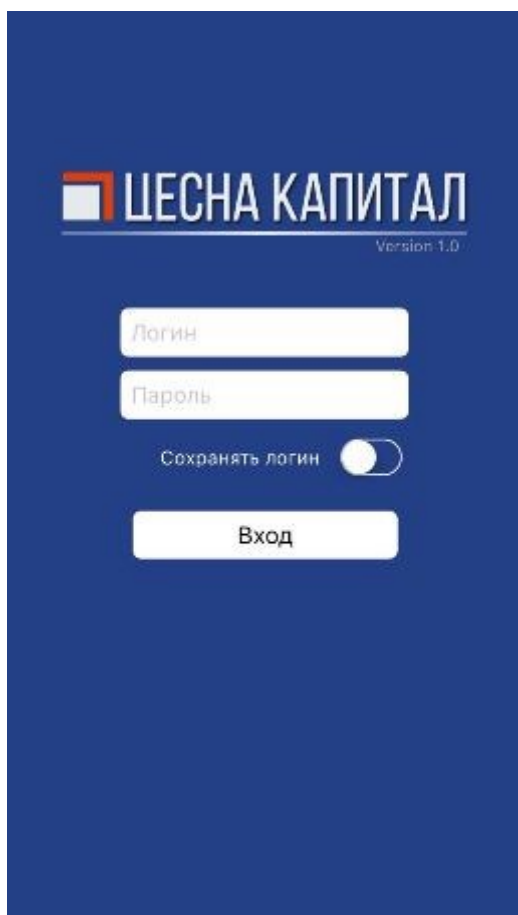 ЦЕСНА КАПИТАЛ
Version 1.0
Логин
Пароль
Сохранять логин
Вход